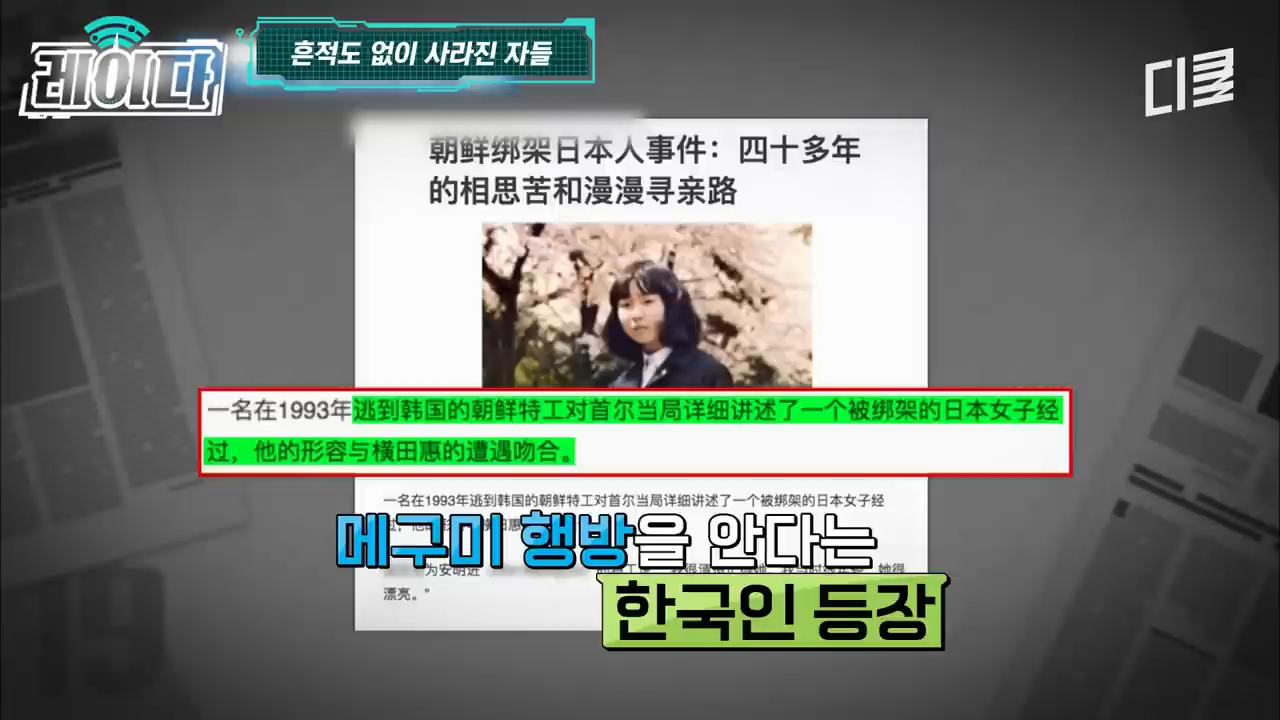 레이다
흔적도 없이 사라진 자들
디클
朝鲜绑架日本人事件：四十多年
的相思苦和漫漫寻亲路
一名在1993年逃到韩国的朝鲜特工对首尔当局详细讲述了一个被绑架的日本女子经
过，他的形容与横田惠的遭遇吻合。
一名在1993年逃到韩国的朝鲜特工对首尔当局详细讲述了一个被绑架的日本女子经
메구미 행방을 안다는
为安明进
她很
漂亮。”
한국인 등장